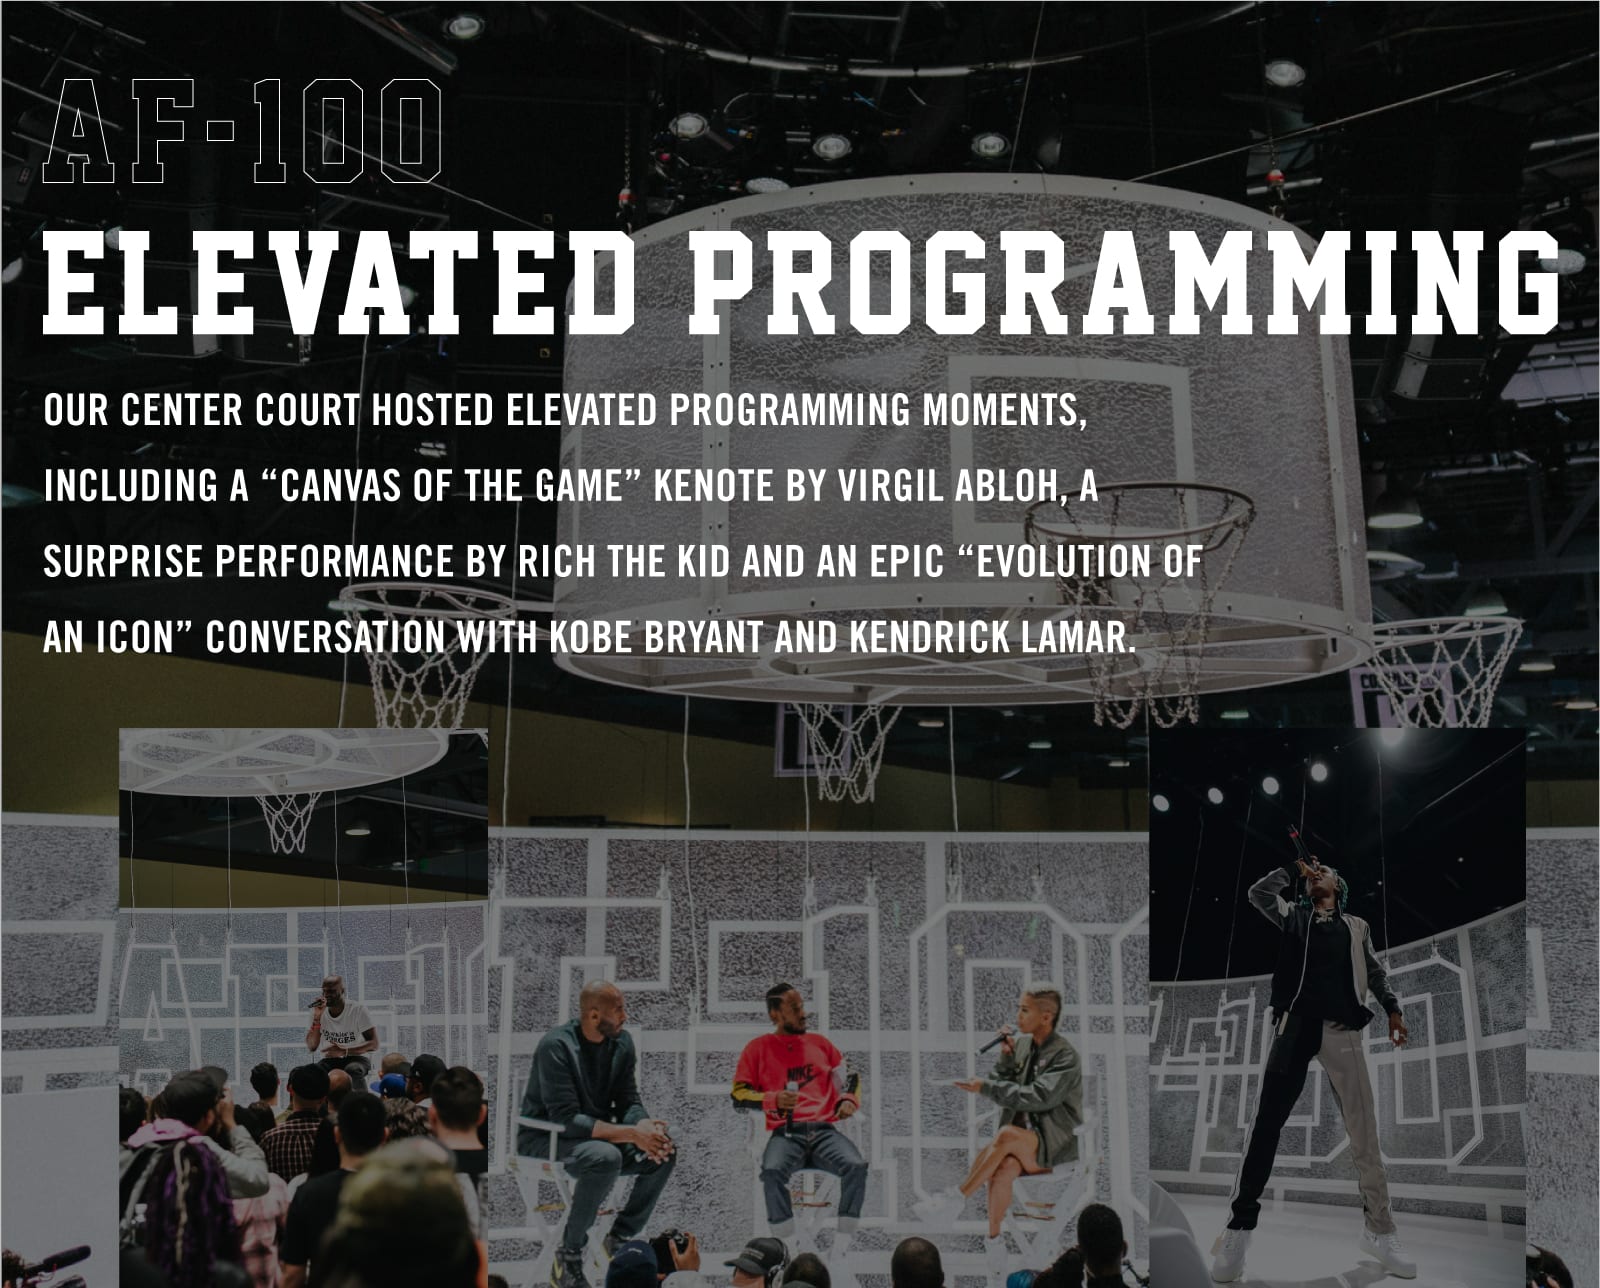 AF-100
ELEVATED PROGRAMMING
OUR CENTER COURT HOSTED ELEVATED PROGRAMMING MOMENTS,
INCLUDING A “CANVAS OF THE GAME” KENOTE BY VIRGIL ABLOH, A
SURPRISE PERFORMANCE BY RICH THE KID AND AN EPIC “EVOLUTION OF
AN ICON” CONVERSATION WITH KOBE BRYANT AND KENDRICK LAMAR.
NIKE